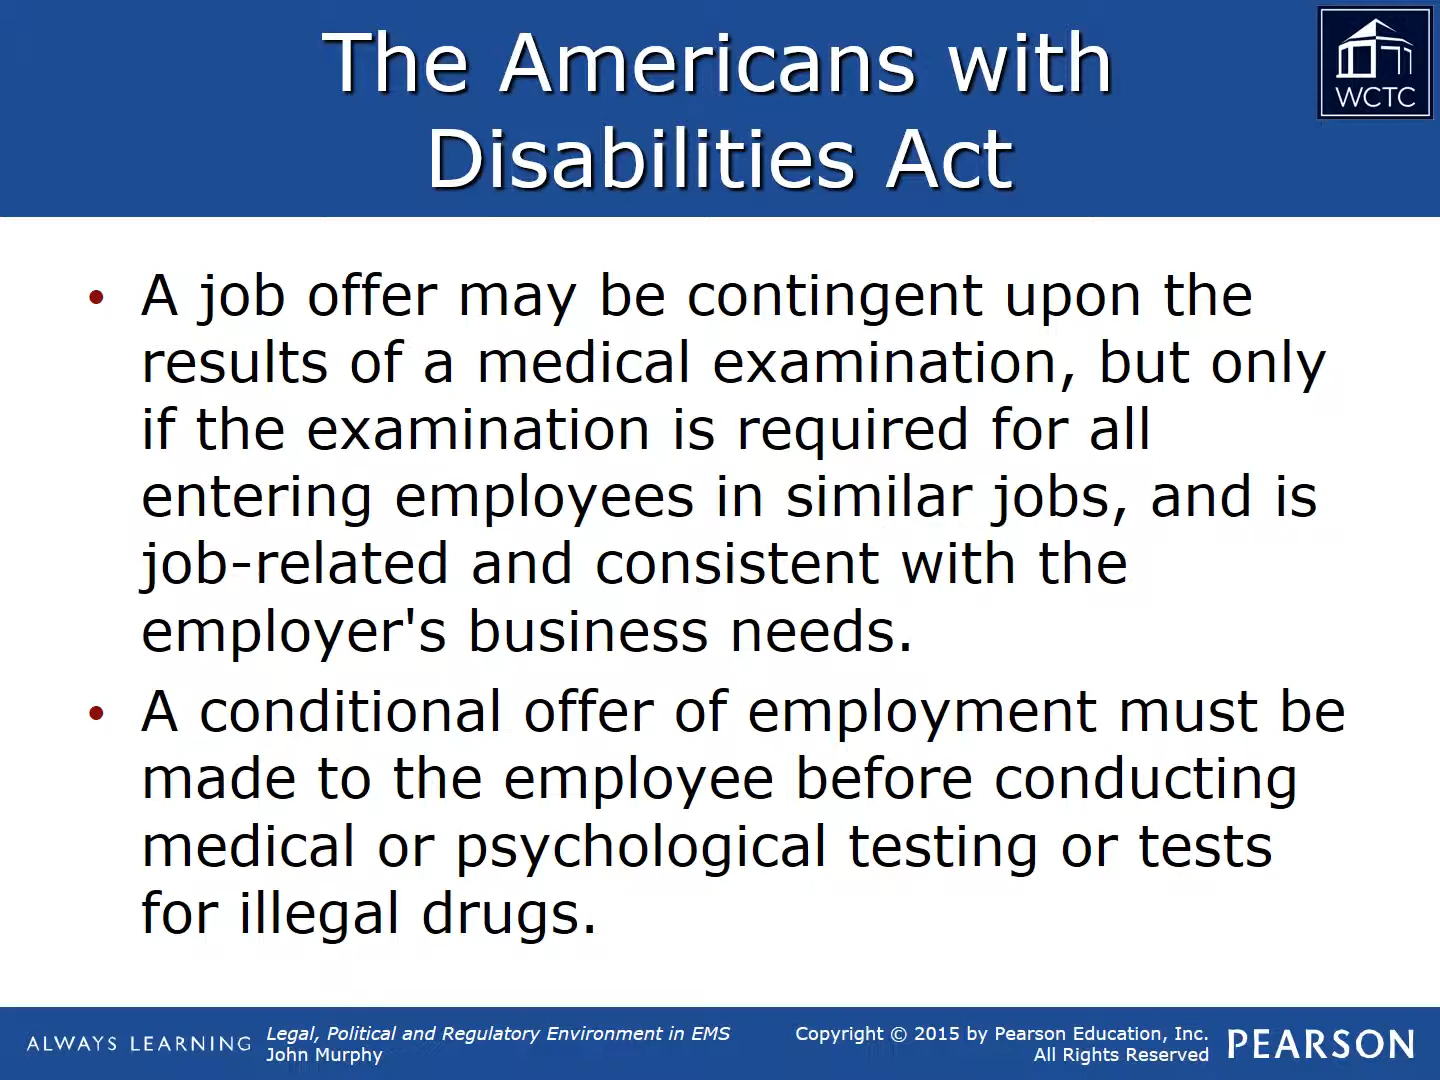 The Americans with
Disabilities Act
WCTC
• A job offer may be contingent upon the
results of a medical examination, but only
if the examination is required for all
entering employees in similar jobs, and is
job-related and consistent with the
employer's business needs.
• A conditional offer of employment must be
made to the employee before conducting
medical or psychological testing or tests
for illegal drugs.
ALWAYS LEARNING
Legal, Political and Regulatory Environment in EMS
John Murphy
Copyright © 2015 by Pearson Education, Inc.
All Rights Reserved
PEARSON